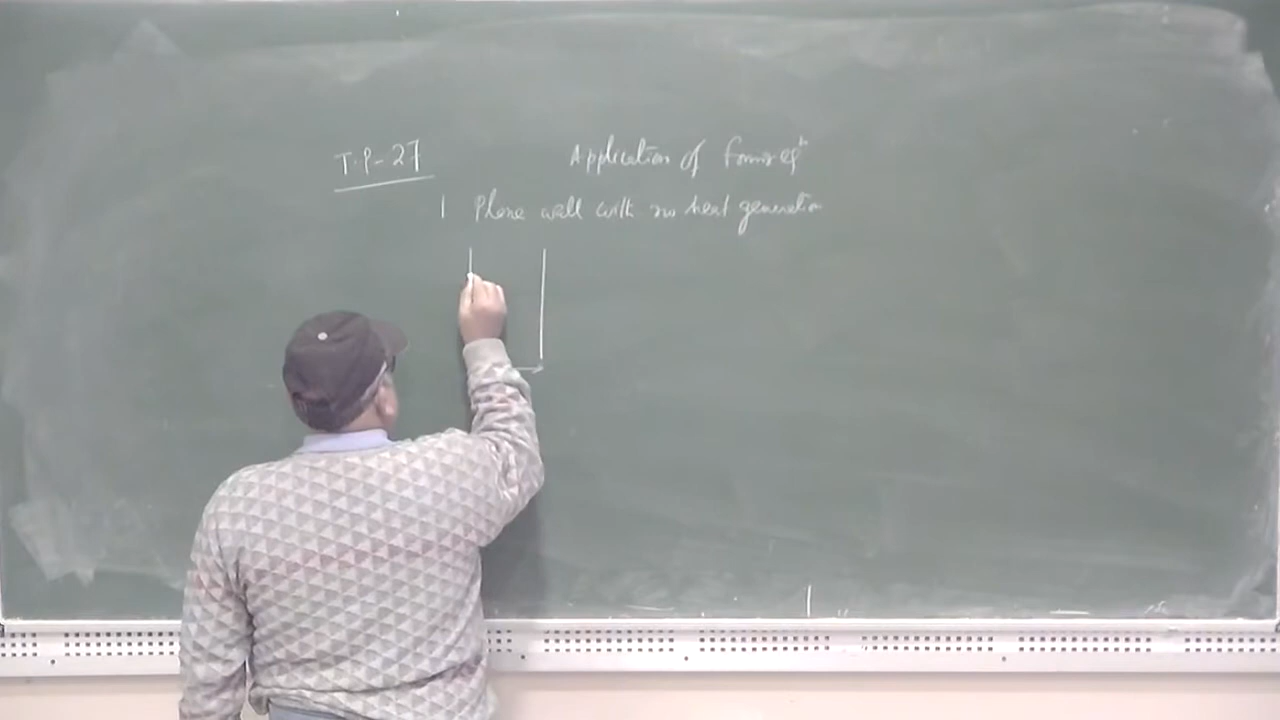 T.P-27
Application of Fourier eqn
1 Plane wall with no heat generation